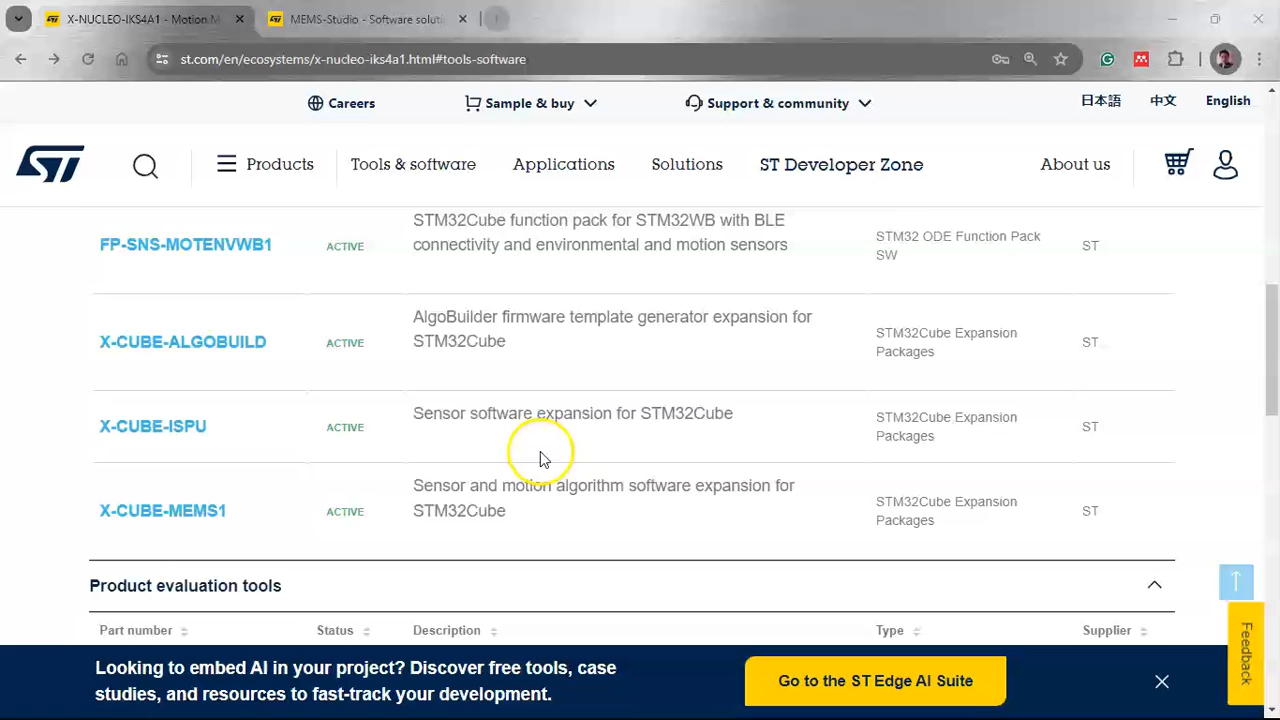 X-NUCLEO-IKS4A1 - Motion M
MEMS-Studio - Software soluti
st.com/en/ecosystems/x-nucleo-iks4a1.html#tools-software
Careers
Sample & buy
Support & community
日本語
中文
English
ST
Products
Tools & software
Applications
Solutions
ST Developer Zone
About us
FP-SNS-MOTENVWB1
ACTIVE
STM32Cube function pack for STM32WB with BLE
connectivity and environmental and motion sensors
STM32 ODE Function Pack
SW
ST
X-CUBE-ALGOBUILD
ACTIVE
AlgoBuilder firmware template generator expansion for
STM32Cube
STM32Cube Expansion
Packages
ST
X-CUBE-ISPU
ACTIVE
Sensor software expansion for STM32Cube
STM32Cube Expansion
Packages
ST
X-CUBE-MEMS1
ACTIVE
Sensor and motion algorithm software expansion for
STM32Cube
STM32Cube Expansion
Packages
ST
Product evaluation tools
Part number
Status
Description
Type
Supplier
Feedback
Looking to embed AI in your project? Discover free tools, case
studies, and resources to fast-track your development.
Go to the ST Edge AI Suite